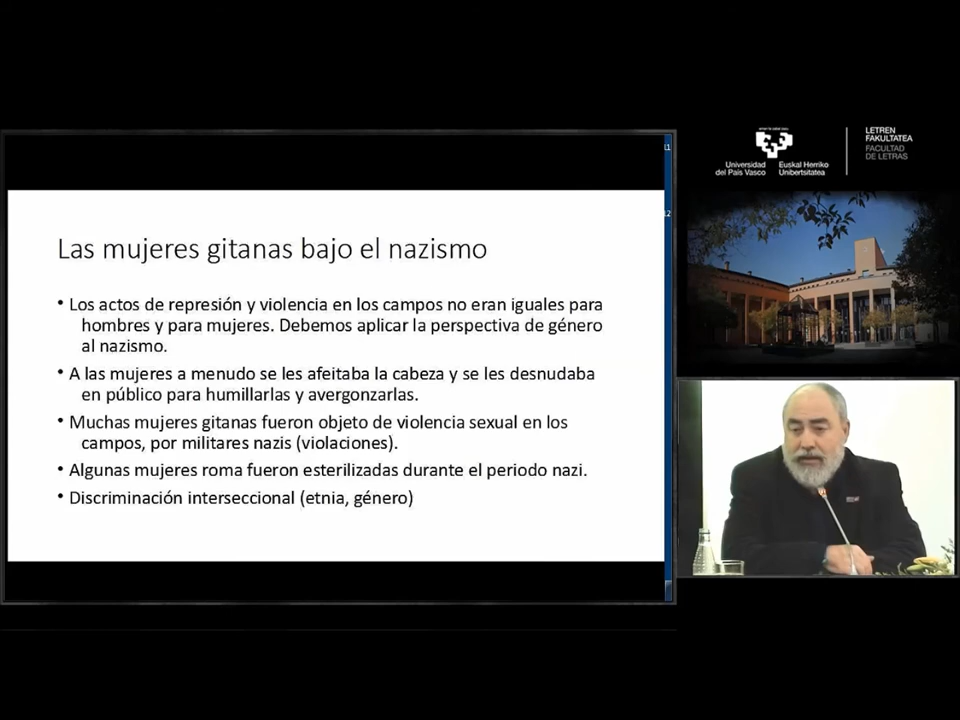 Las mujeres gitanas bajo el nazismo
• Los actos de represión y violencia en los campos no eran iguales para
hombres y para mujeres. Debemos aplicar la perspectiva de género
al nazismo.
• A las mujeres a menudo se les afeitaba la cabeza y se les desnudaba
en público para humillarlas y avergonzarlas.
• Muchas mujeres gitanas fueron objeto de violencia sexual en los
campos, por militares nazis (violaciones).
• Algunas mujeres roma fueron esterilizadas durante el periodo nazi.
• Discriminación interseccional (etnia, género)
11
12
Universidad
del País Vasco
Euskal Herriko
Unibertsitatea
LETREN
FAKULTATEA
FACULTAD
DE LETRAS